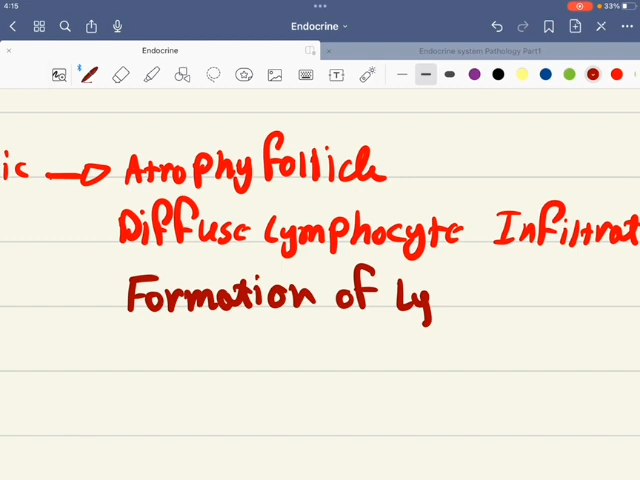 4:15
33%
Endocrine
Endocrine
Endocrine system Pathology Part1
ic → Atrophy follicle
Diffuse Lymphocyte Infiltrat
Formation of Ly